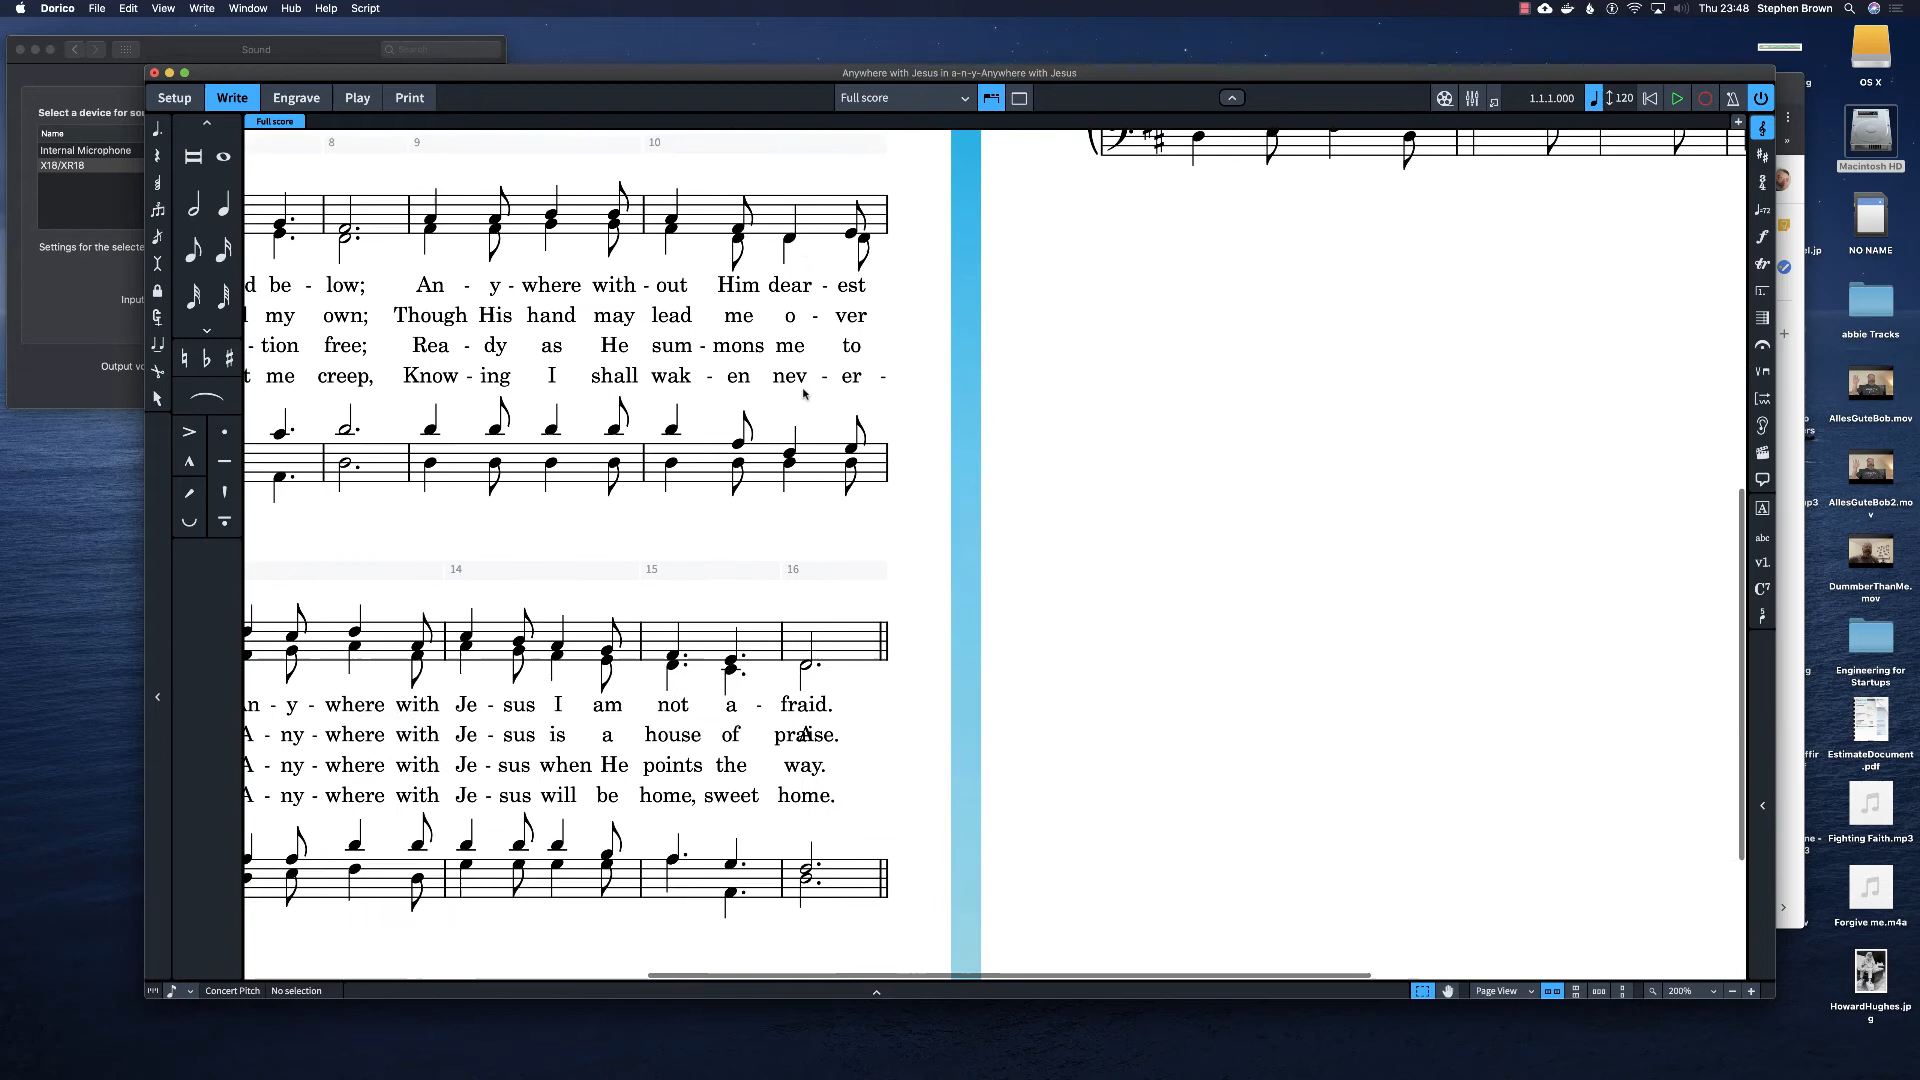 Dorico File Edit View Write Window Hub Help Script
Thu 23:48 Stephen Brown
Sound
Search
Select a device for sou
Name
Internal Microphone
X18/XR18
Settings for the selecte
Input
Output vo
Anywhere with Jesus in a-n-y-Anywhere with Jesus
Setup Write Engrave Play Print
Full score
1.1.1.000
120
Full score
8 9 10
d be - low; An - y - where with - out Him dear - est
my own; Though His hand may lead me o - ver
- tion free; Rea - dy as He sum - mons me to
t me creep, Know - ing I shall wak - en nev - er -
14 15 16
n - y - where with Je - sus I am not a - fraid.
A - ny - where with Je - sus is a house of praise.
A - ny - where with Je - sus when He points the way.
A - ny - where with Je - sus will be home, sweet home.
Concert Pitch No selection
Page View
200%
OS X
Macintosh HD
NO NAME
abbie Tracks
AllesGuteBob.mov
AllesGuteBob2.mo
v
DummberThanMe.
mov
Engineering for
Startups
EstimateDocument
.pdf
Fighting Faith.mp3
Forgive me.m4a
HowardHughes.jp
g